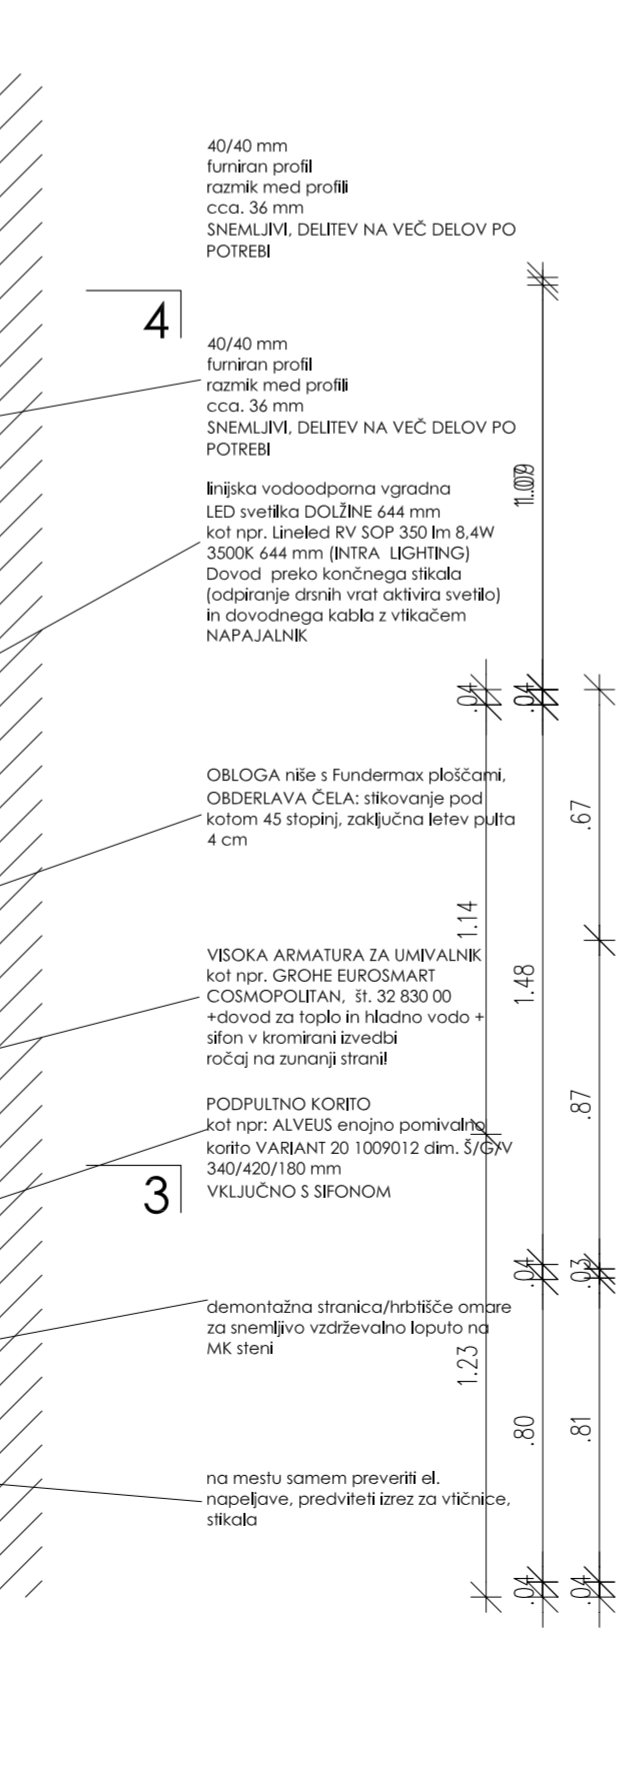 40/40 mm
furniran profil
razmik med profili
cca. 36 mm
SNEMLJIVI, DELITEV NA VEČ DELOV PO
POTREBI
4
40/40 mm
furniran profil
razmik med profili
cca. 36 mm
SNEMLJIVI, DELITEV NA VEČ DELOV PO
POTREBI
linijska vodoodporna vgradna
LED svetilka DOLŽINE 644 mm
kot npr. Lineled RV SOP 350 lm 8,4W
3500K 644 mm (INTRA LIGHTING)
Dovod preko končnega stikala
(odpiranje drsnih vrat aktivira svetilo)
in dovodnega kabla z vtikačem
NAPAJALNIK
.04
.04
OBLOGA niše s Fundermax ploščami,
OBDERLAVA ČELA: stikovanje pod
kotom 45 stopinj, zaključna letev pulta
4 cm
.67
1.14
1.48
VISOKA ARMATURA ZA UMIVALNIK
kot npr. GROHE EUROSMART
COSMOPOLITAN, št. 32 830 00
+dovod za toplo in hladno vodo +
sifon v kromirani izvedbi
ročaj na zunanji strani!
.87
PODPULTNO KORITO
kot npr: ALVEUS enojno pomivalno
korito VARIANT 20 1009012 dim. Š/G/V
340/420/180 mm
VKLJUČNO S SIFONOM
3
.04
.03
demontažna stranica/hrbtišče omare
za snemljivo vzdrževalno loputo na
MK steni
1.23
.80
.81
na mestu samem preveriti el.
napeljave, predviteti izrez za vtičnice,
stikala
.04
.04